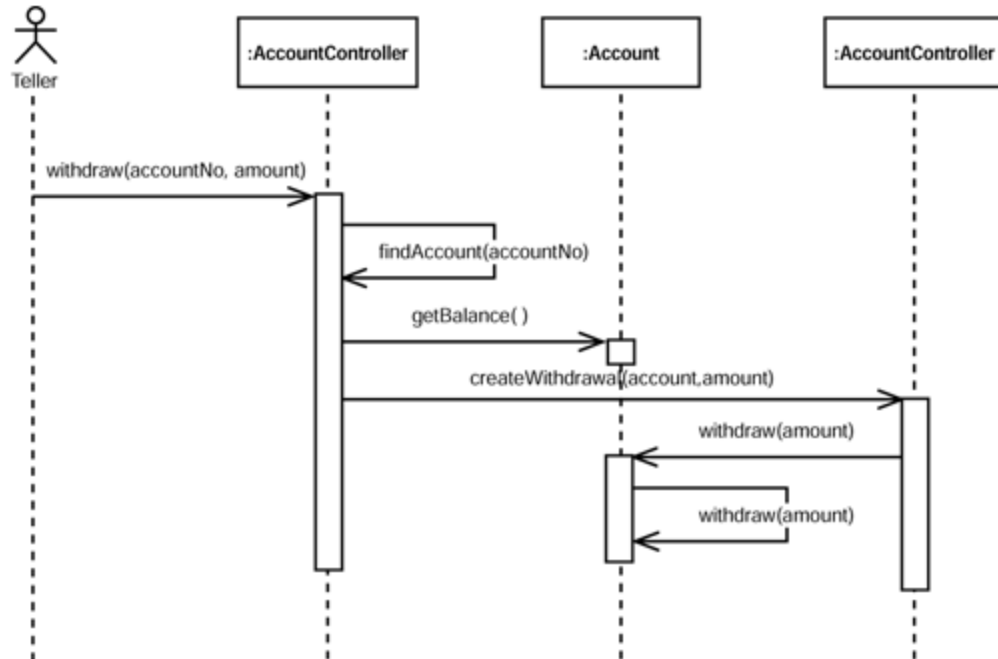 Teller
:AccountController
:Account
:AccountController
withdraw(accountNo, amount)
findAccount(accountNo)
getBalance( )
createWithdrawal(account,amount)
withdraw(amount)
withdraw(amount)